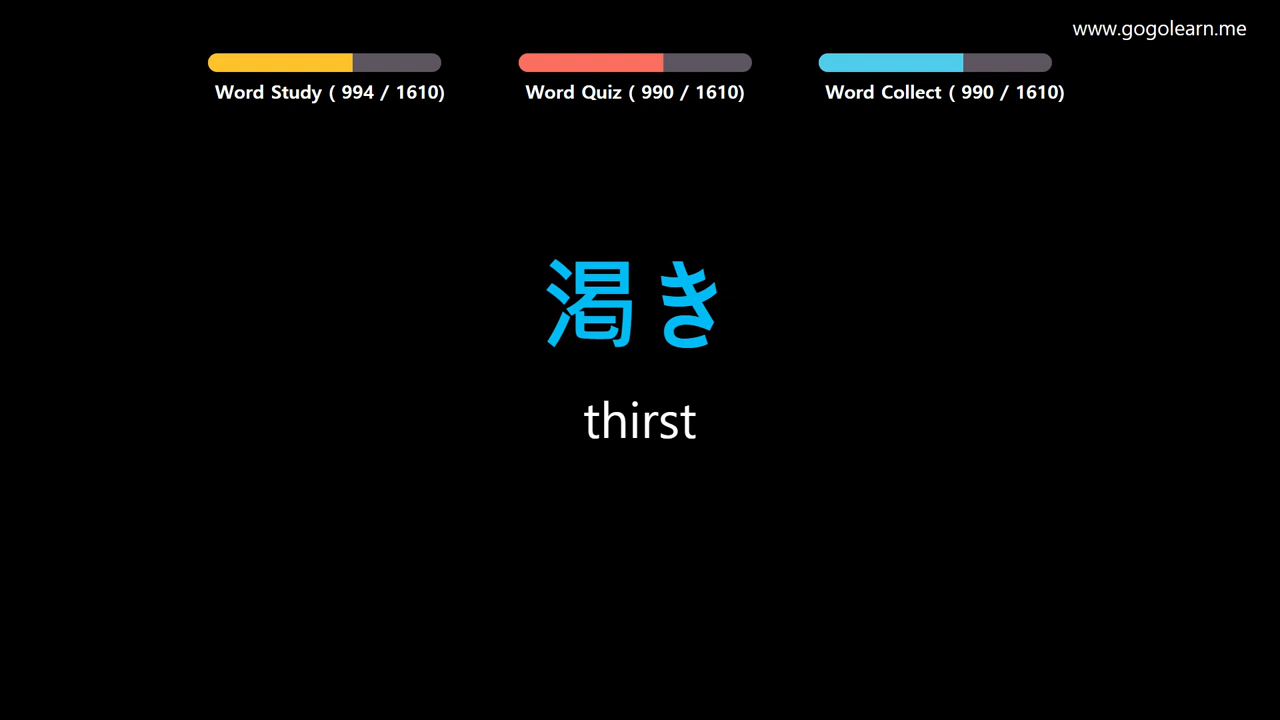 www.gogolearn.me
Word Study ( 994 / 1610)
Word Quiz ( 990 / 1610)
Word Collect ( 990 / 1610)
渇き
thirst